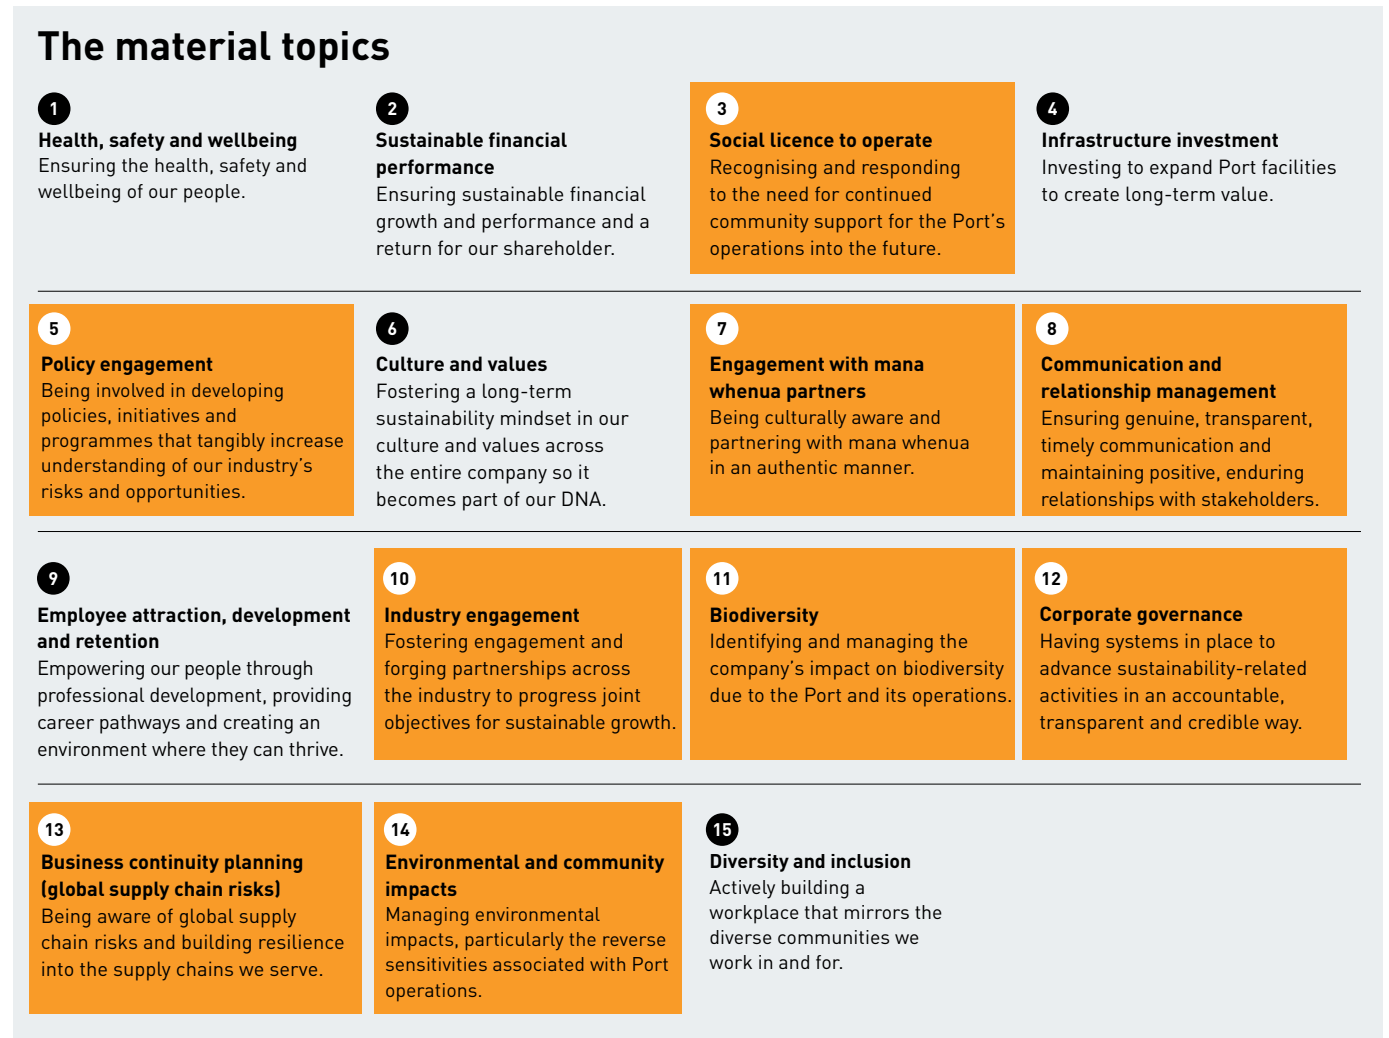 The material topics
1
Health, safety and wellbeing
Ensuring the health, safety and
wellbeing of our people.
2
Sustainable financial
performance
Ensuring sustainable financial
growth and performance and a
return for our shareholder.
3
Social licence to operate
Recognising and responding
to the need for continued
community support for the Port's
operations into the future.
4
Infrastructure investment
Investing to expand Port facilities
to create long-term value.
5
Policy engagement
Being involved in developing
policies, initiatives and
programmes that tangibly increase
understanding of our industry's
risks and opportunities.
6
Culture and values
Fostering a long-term
sustainability mindset in our
culture and values across
the entire company so it
becomes part of our DNA.
7
Engagement with mana
whenua partners
Being culturally aware and
partnering with mana whenua
in an authentic manner.
8
Communication and
relationship management
Ensuring genuine, transparent,
timely communication and
maintaining positive, enduring
relationships with stakeholders.
9
Employee attraction, development
and retention
Empowering our people through
professional development, providing
career pathways and creating an
environment where they can thrive.
10
Industry engagement
Fostering engagement and
forging partnerships across
the industry to progress joint
objectives for sustainable growth.
11
Biodiversity
Identifying and managing the
company's impact on biodiversity
due to the Port and its operations.
12
Corporate governance
Having systems in place to
advance sustainability-related
activities in an accountable,
transparent and credible way.
13
Business continuity planning
(global supply chain risks)
Being aware of global supply
chain risks and building resilience
into the supply chains we serve.
14
Environmental and community
impacts
Managing environmental
impacts, particularly the reverse
sensitivities associated with Port
operations.
15
Diversity and inclusion
Actively building a
workplace that mirrors the
diverse communities we
work in and for.